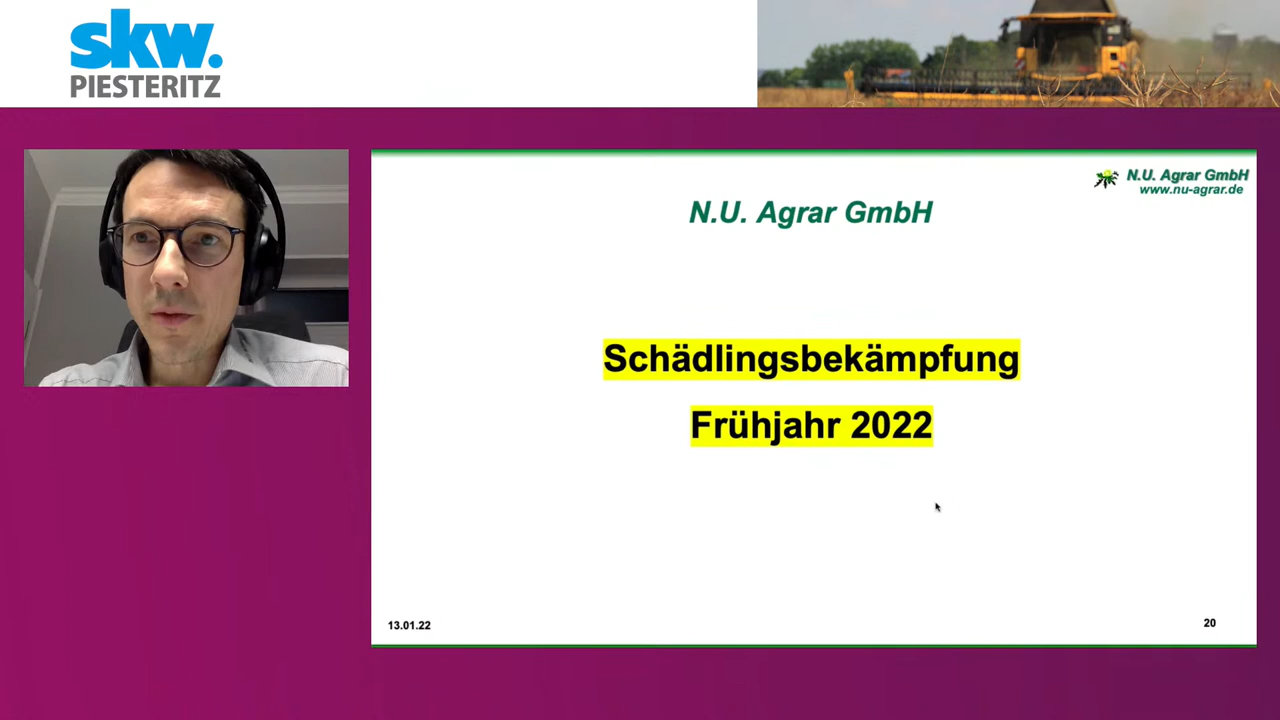 skw.
PIESTERITZ
N.U. Agrar GmbH
www.nu-agrar.de
N.U. Agrar GmbH
Schädlingsbekämpfung
Frühjahr 2022
13.01.22
20